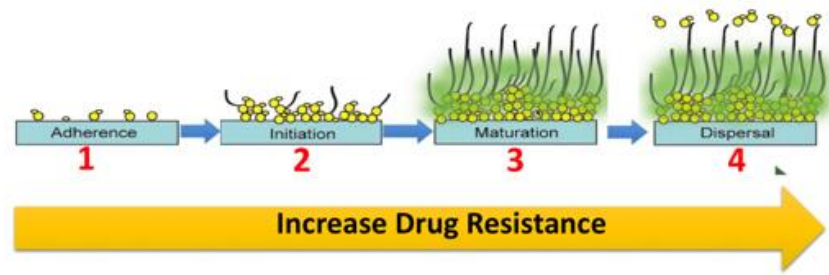 Adherence
Initiation
Maturation
Dispersal
1
2
3
4
Increase Drug Resistance